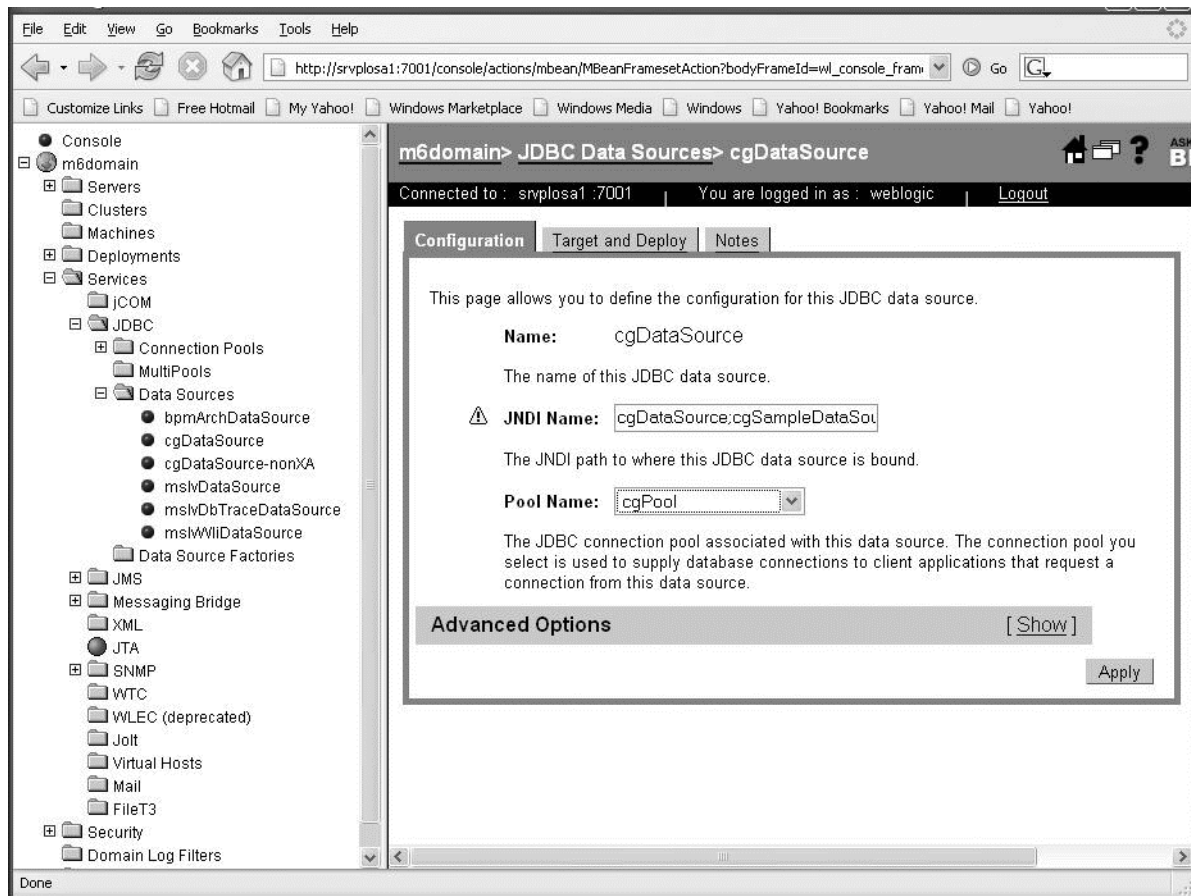 File Edit View Go Bookmarks Tools Help
http://srvplosa1:7001/console/actions/mbean/MBeanFramesetAction?bodyFrameId=wl_console_fram Go G
Customize Links Free Hotmail My Yahoo! Windows Marketplace Windows Media Windows Yahoo! Bookmarks Yahoo! Mail Yahoo!
Console
m6domain
Servers
Clusters
Machines
Deployments
Services
jCOM
JDBC
Connection Pools
MultiPools
Data Sources
bpmArchDataSource
cgDataSource
cgDataSource-nonXA
mslvDataSource
mslvDbTraceDataSource
mslvWliDataSource
Data Source Factories
JMS
Messaging Bridge
XML
JTA
SNMP
WTC
WLEC (deprecated)
Jolt
Virtual Hosts
Mail
FileT3
Security
Domain Log Filters
m6domain> JDBC Data Sources> cgDataSource ?
Connected to : srvplosa1 :7001 You are logged in as : weblogic Logout
Configuration Target and Deploy Notes
This page allows you to define the configuration for this JDBC data source.
Name: cgDataSource
The name of this JDBC data source.
JNDI Name: cgDataSource;cgSampleDataSou
The JNDI path to where this JDBC data source is bound.
Pool Name: cgPool
The JDBC connection pool associated with this data source. The connection pool you
select is used to supply database connections to client applications that request a
connection from this data source.
Advanced Options [ Show ]
Apply
Done